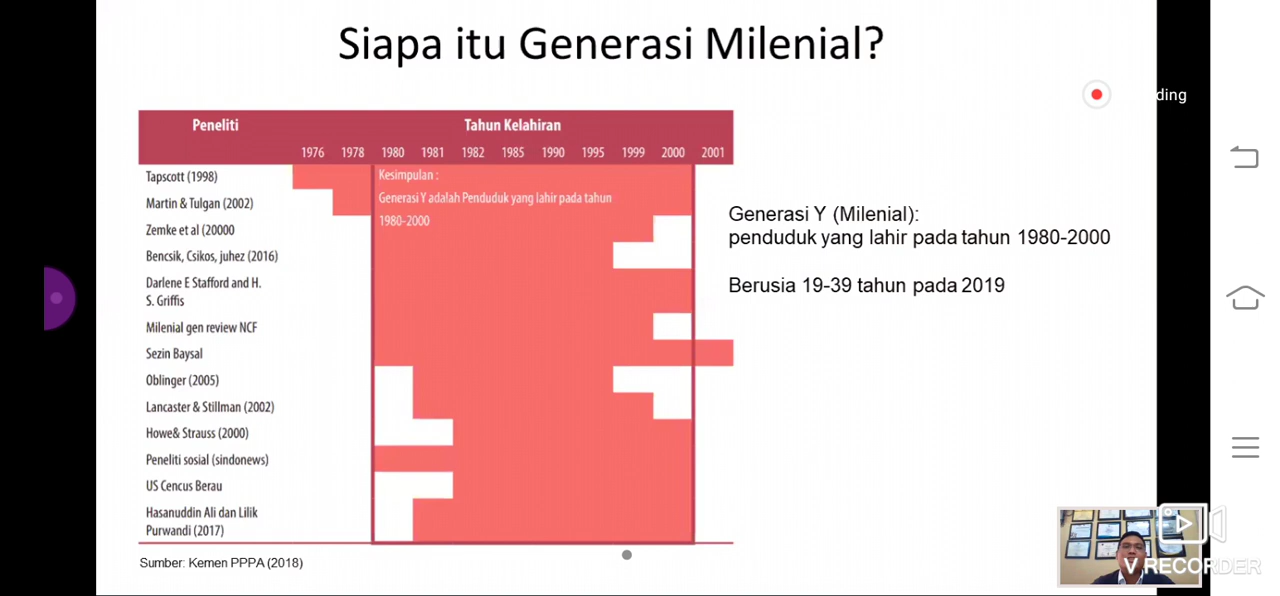 Siapa itu Generasi Milenial?
ding
Peneliti
Tahun Kelahiran
1976 1978 1980 1981 1982 1985 1990 1995 1999 2000 2001
Tapscott (1998)
Kesimpulan :
Generasi Y adalah Penduduk yang lahir pada tahun
1980-2000
Martin & Tulgan (2002)
Zemke et al (20000
Bencsik, Csikos, juhez (2016)
Darlene E Stafford and H.
S. Griffis
Milenial gen review NCF
Sezin Baysal
Oblinger (2005)
Lancaster & Stillman (2002)
Howe& Strauss (2000)
Peneliti sosial (sindonews)
US Cencus Berau
Hasanuddin Ali dan Lilik
Purwandi (2017)
Sumber: Kemen PPPA (2018)
Generasi Y (Milenial):
penduduk yang lahir pada tahun 1980-2000
Berusia 19-39 tahun pada 2019
V RECORDER